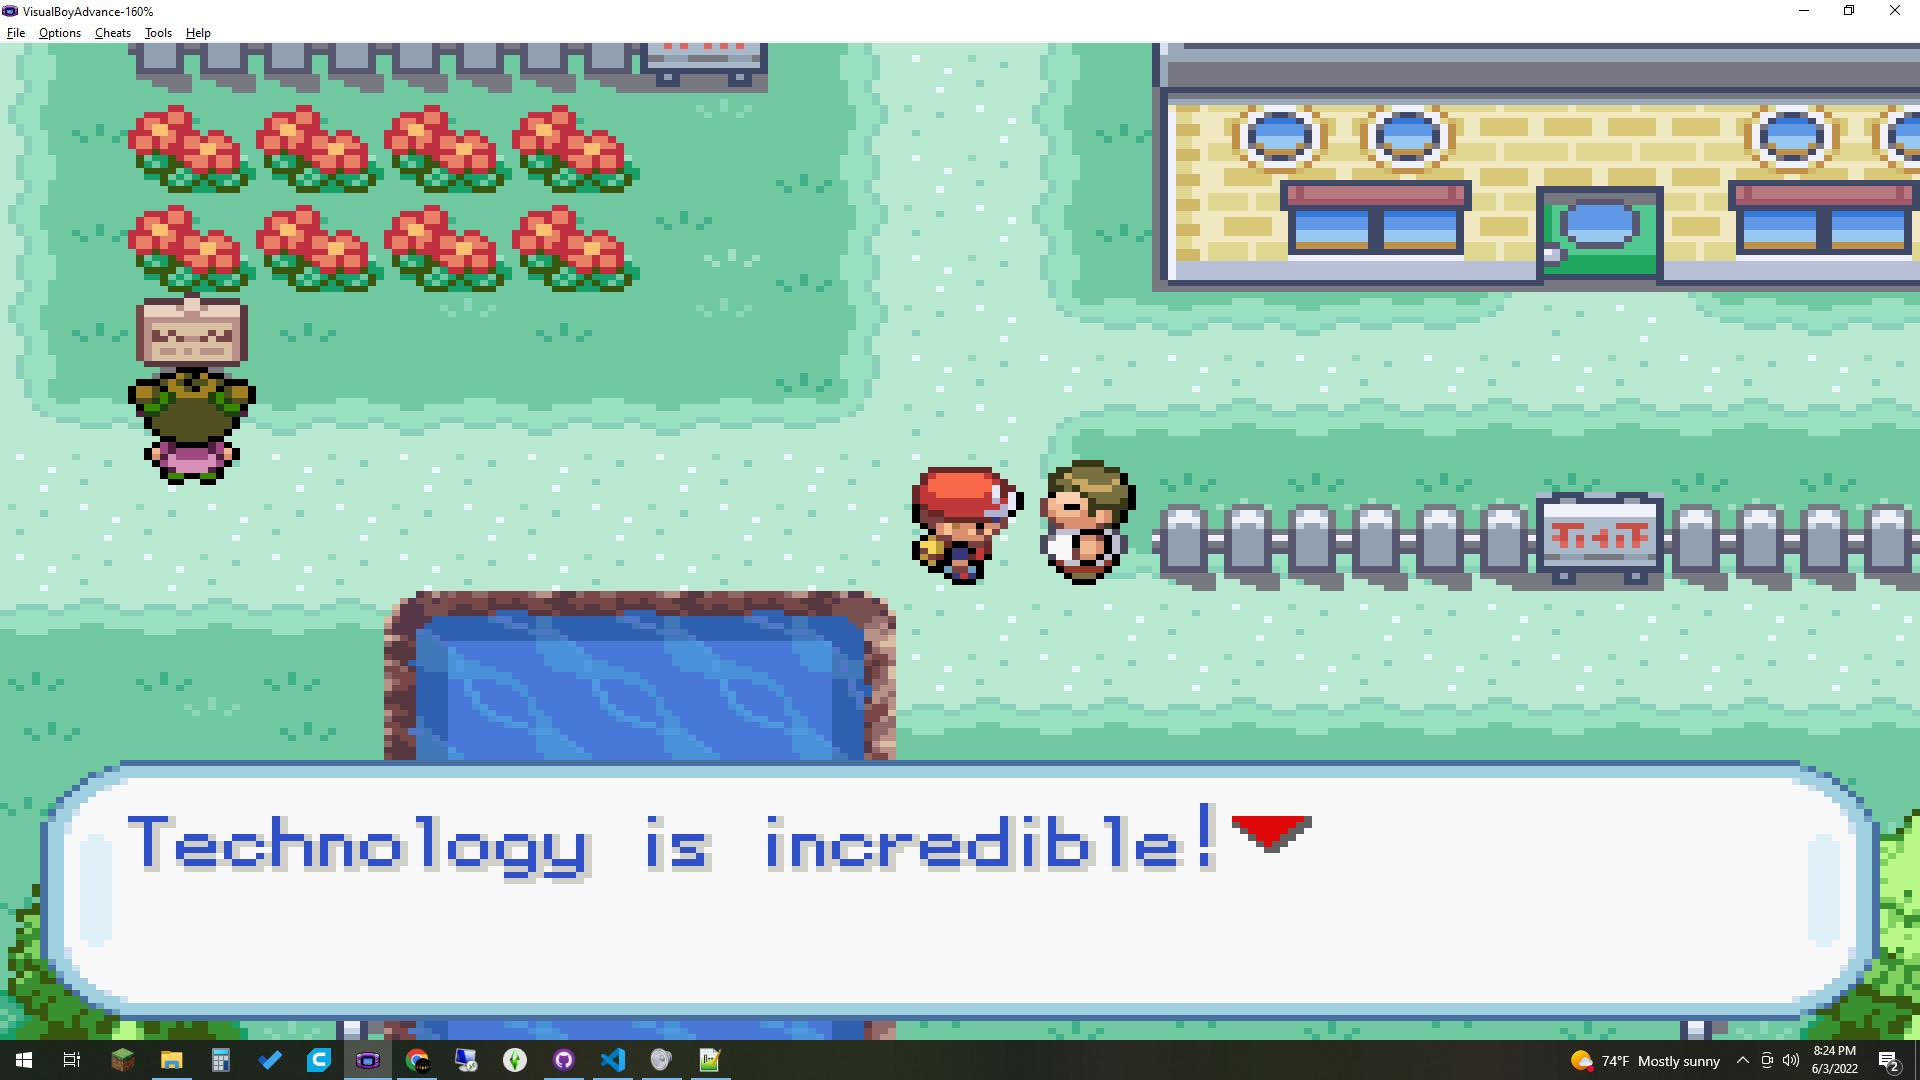 VisualBoyAdvance-160%
File Options Cheats Tools Help
Technology is incredible!
74°F Mostly sunny
8:24 PM
6/3/2022
2